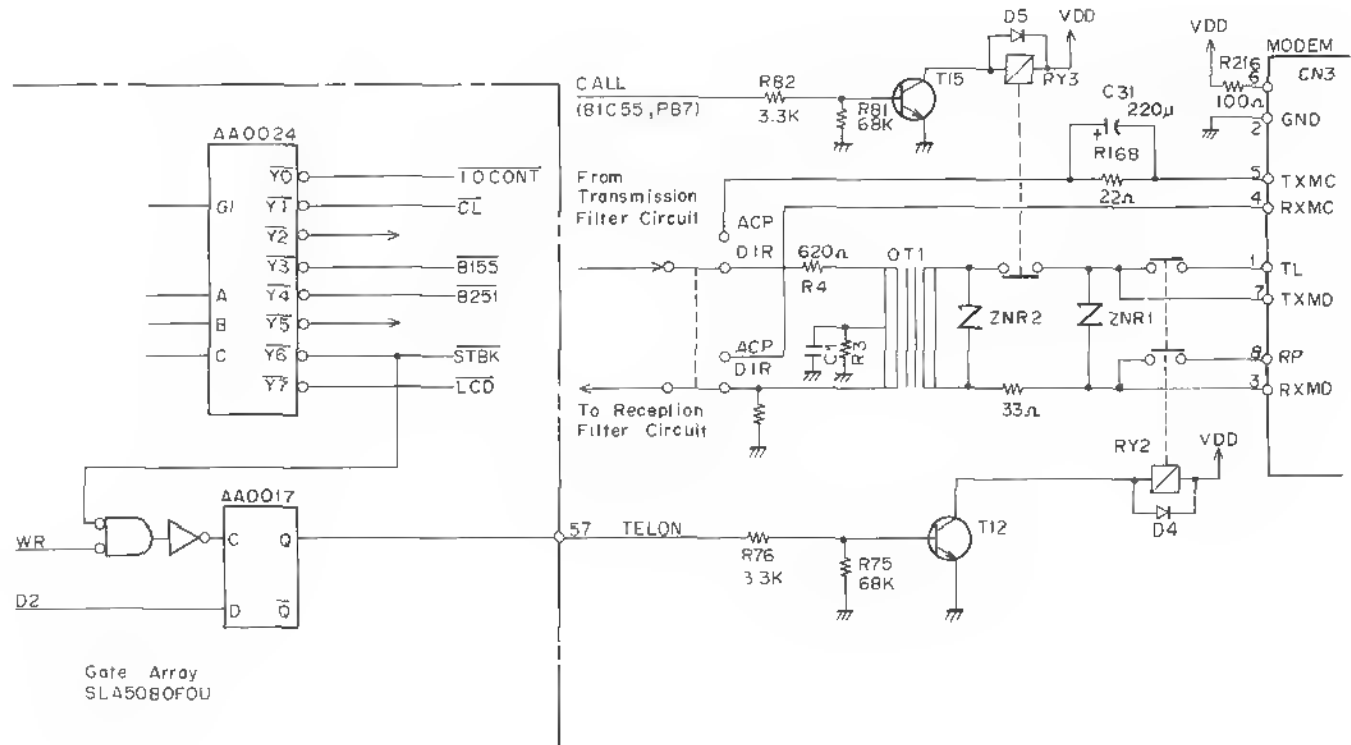 D5
VDD
VDD
MODEM
CN3
R216
100Ω
6
GND
2
CALL
(81C55,PB7)
R82
3.3K
R81
68K
T15
RY3
C31
220μ
+
R168
22Ω
5
TXMC
4
RXMC
AA0024
G1
A
B
C
Y0
Y1
Y2
Y3
Y4
Y5
Y6
Y7
IOCONT
CL
8155
8251
STBK
LCD
From
Transmission
Filter Circuit
ACP
DIR
620Ω
R4
OT1
C1
R3
ACP
DIR
ZNR2
ZNR1
33Ω
1
TL
7
TXMD
8
RP
3
RXMD
To Reception
Filter Circuit
RY2
VDD
D4
AA0017
WR
C
Q
D2
D
Q
57
TELON
R76
3.3K
R75
68K
T12
Gate Array
SLA5080F0U